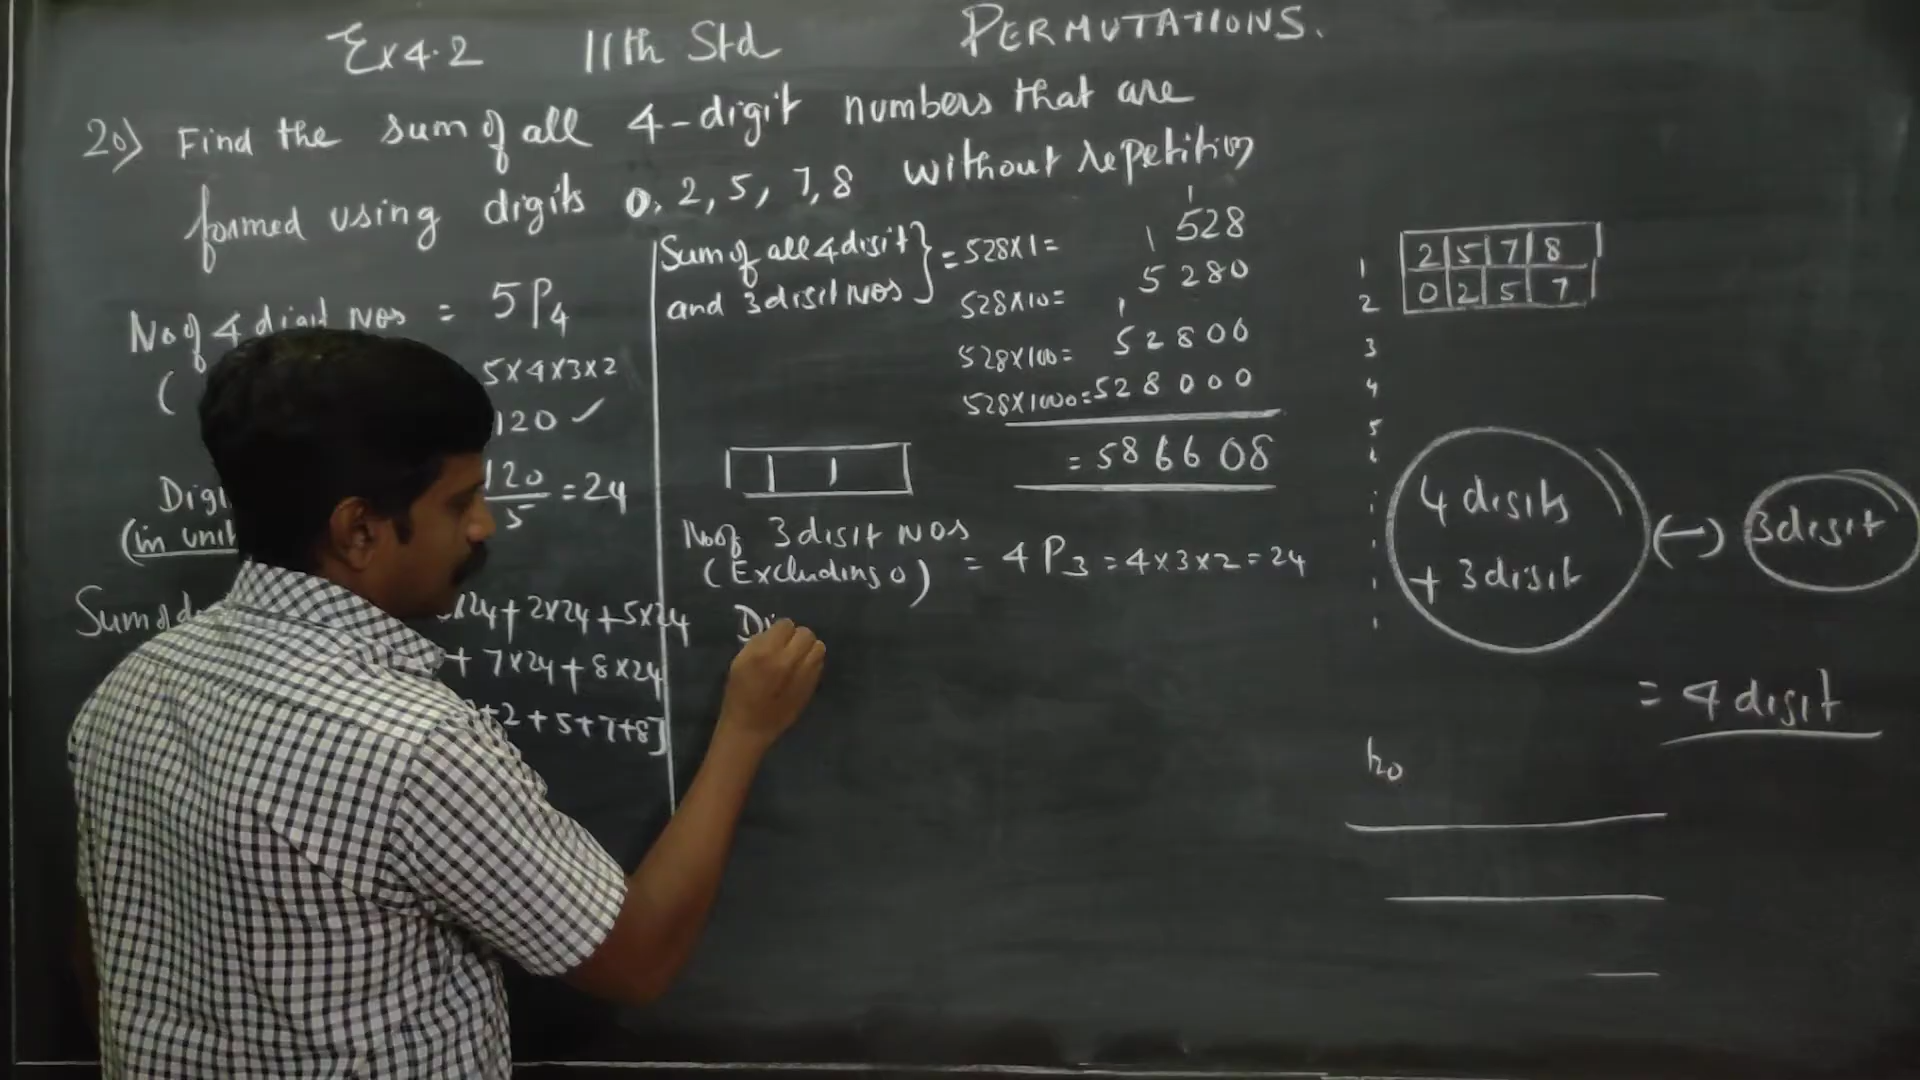 Ex 4.2 11th Std PERMUTATIONS.
20) Find the sum of all 4-digit numbers that are
formed using digits 0, 2, 5, 7, 8 without repetition
No of 4 digit Nos = 5P4
(
5×4×3×2
120 ✓
120/5 = 24
(in unit
Sum of
×24 + 2×24 + 5×24
+ 7×24 + 8×24
+2 + 5 + 7 + 8]
Sum of all 4 digit
and 3 digit Nos } = 528×1 = 528
528×10 = 5280
528×100 = 52800
528×1000 = 528000
= 586608
No of 3 digit Nos
(Excluding 0) = 4P3 = 4×3×2 = 24
Di
1 2 5 7 8
2 0 2 5 7
3
4
5
4 digits
+ 3 digit
(-) 3 digit
= 4 digit
120